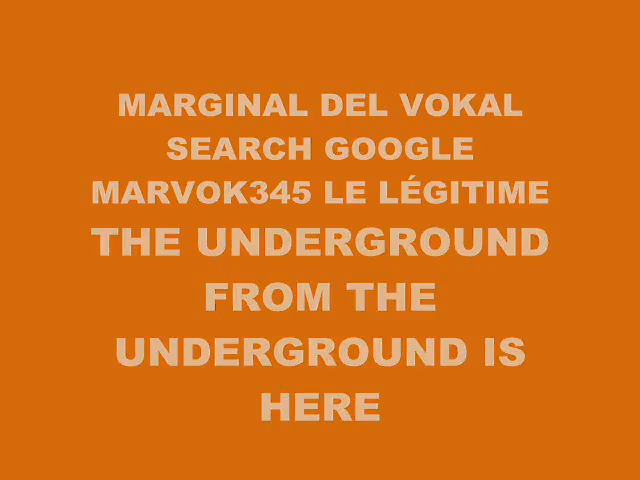 MARGINAL DEL VOKAL
SEARCH GOOGLE
MARVOK345 LE LÉGITIME
THE UNDERGROUND
FROM THE
UNDERGROUND IS
HERE